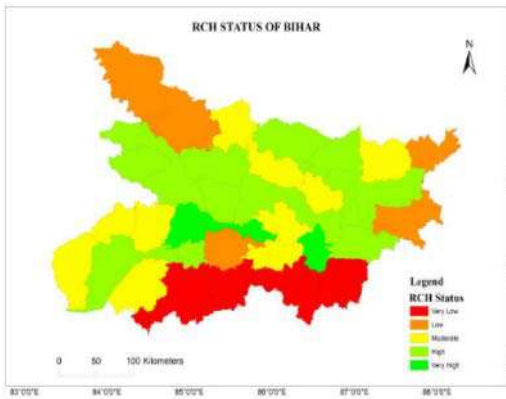 RCH STATUS OF BIHAR
N
Legend
RCH Status
Very Low
Low
Moderate
High
Very High
0 50 100 Kilometers
83°0'0"E 84°0'0"E 85°0'0"E 86°0'0"E 87°0'0"E 88°0'0"E